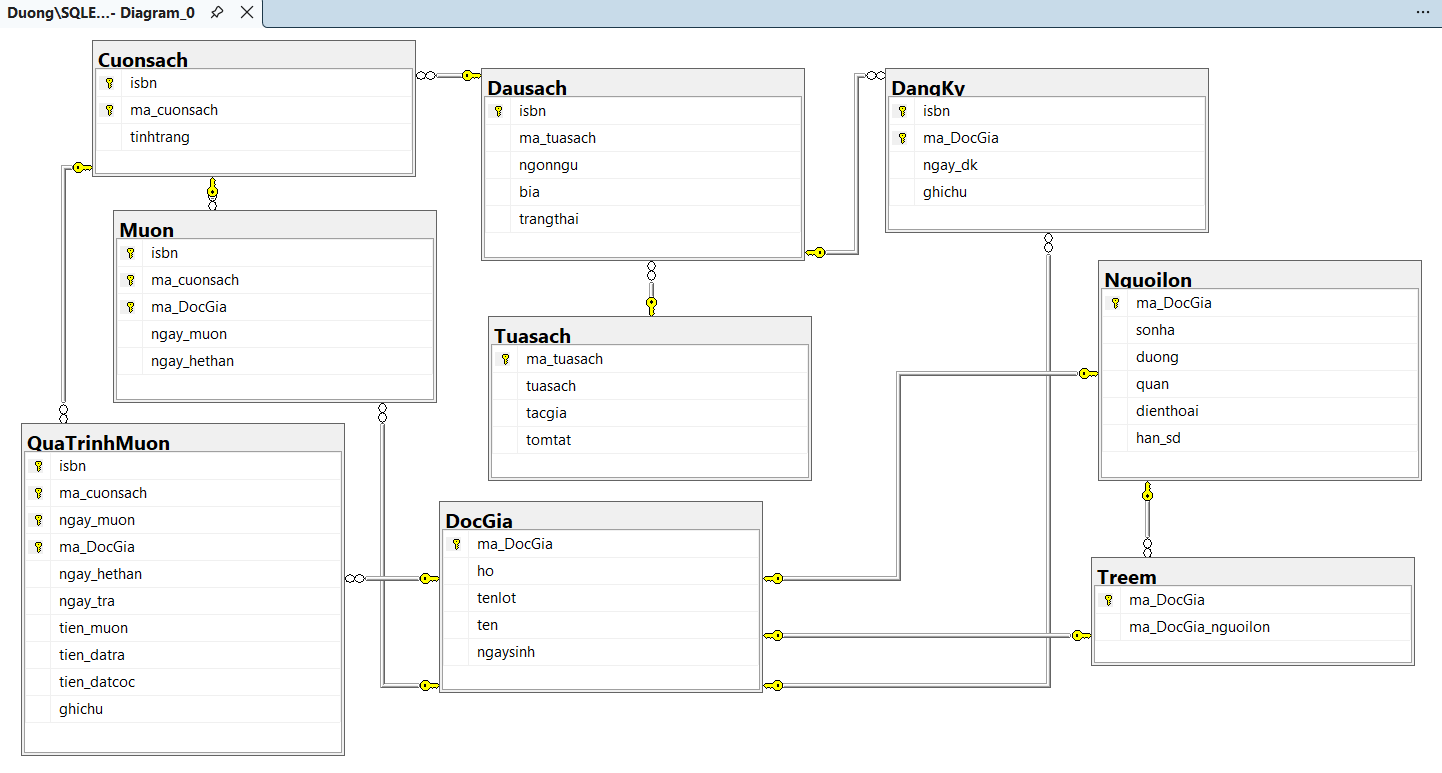 Duong\SQLE...- Diagram_0
Cuonsach
isbn
ma_cuonsach
tinhtrang
Dausach
isbn
ma_tuasach
ngonngu
bia
trangthai
DangKy
isbn
ma_DocGia
ngay_dk
ghichu
Muon
isbn
ma_cuonsach
ma_DocGia
ngay_muon
ngay_hethan
Tuasach
ma_tuasach
tuasach
tacgia
tomtat
Nguoilon
ma_DocGia
sonha
duong
quan
dienthoai
han_sd
QuaTrinhMuon
isbn
ma_cuonsach
ngay_muon
ma_DocGia
ngay_hethan
ngay_tra
tien_muon
tien_datra
tien_datcoc
ghichu
DocGia
ma_DocGia
ho
tenlot
ten
ngaysinh
Treem
ma_DocGia
ma_DocGia_nguoilon